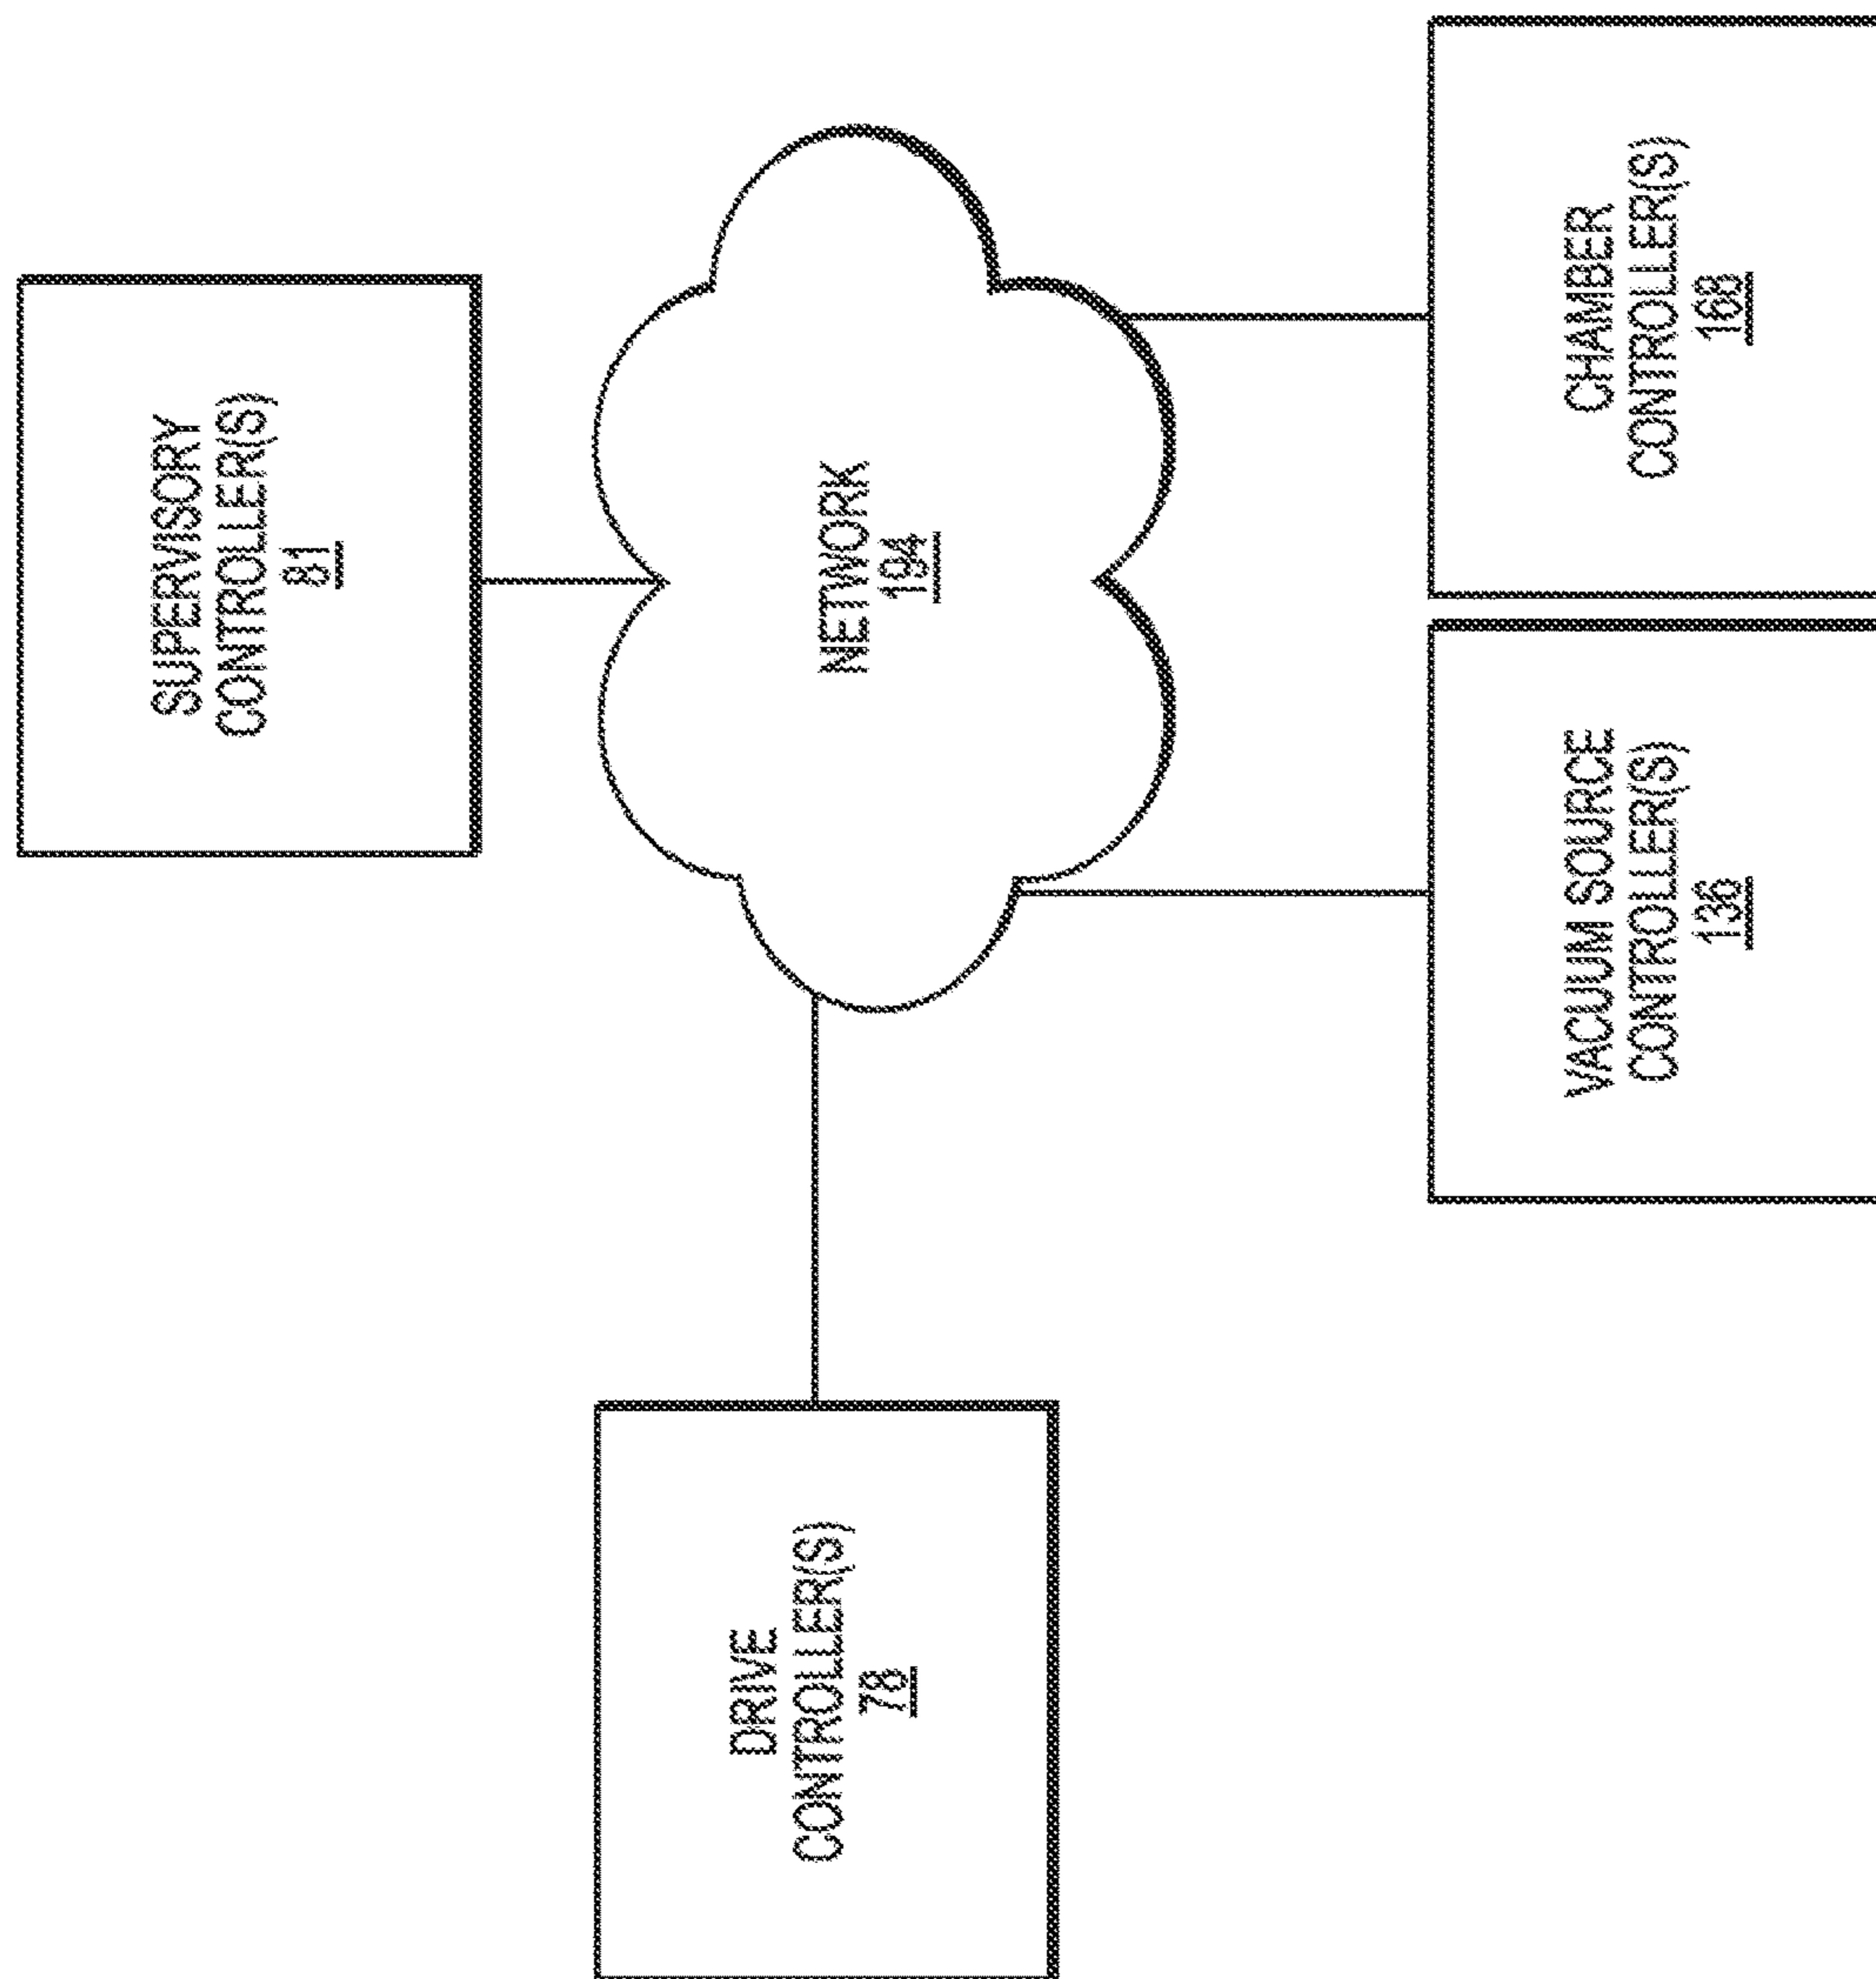 SUPERVISORY
CONTROLLER(S)
81
NETWORK
194
DRIVE
CONTROLLER(S)
78
VACUUM SOURCE
CONTROLLER(S)
136
CHAMBER
CONTROLLER(S)
168